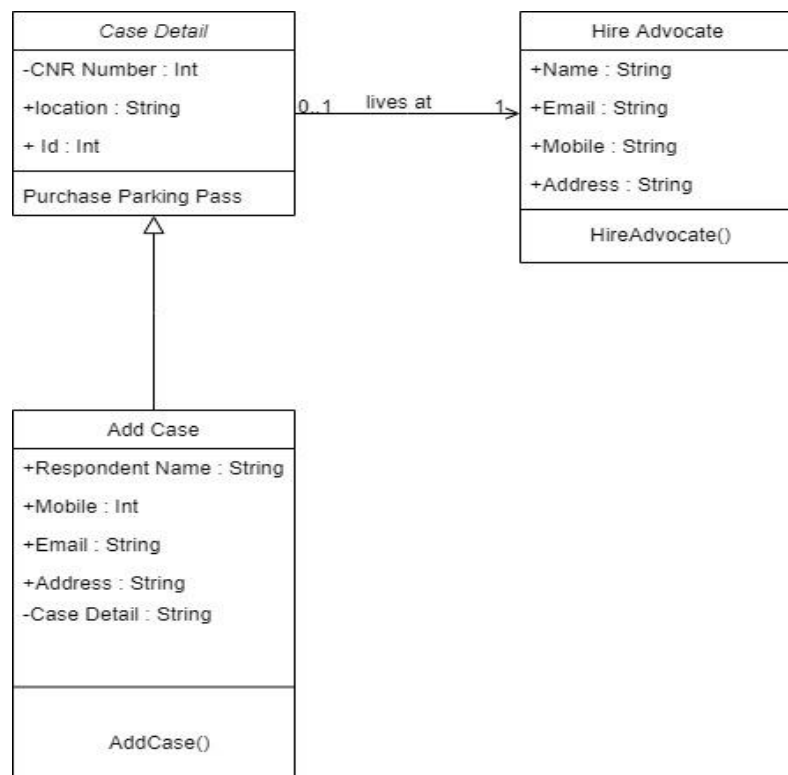 Case Detail
-CNR Number : Int
+location : String
+ Id : Int
Purchase Parking Pass
0..1 lives at 1
Hire Advocate
+Name : String
+Email : String
+Mobile : String
+Address : String
HireAdvocate()
Add Case
+Respondent Name : String
+Mobile : Int
+Email : String
+Address : String
-Case Detail : String
AddCase()